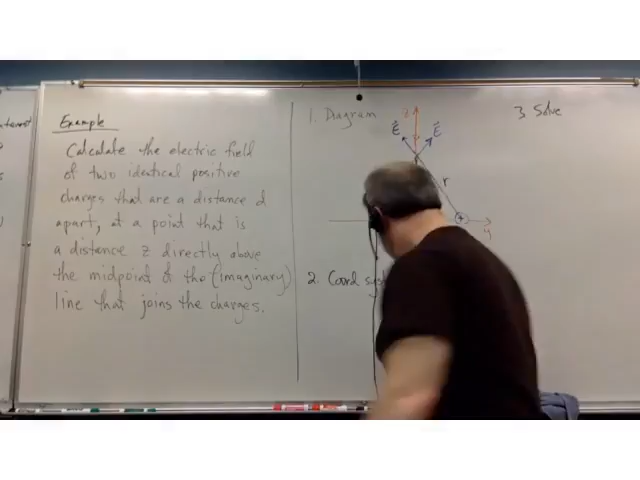 Example
Calculate the electric field
of two identical positive
charges that are a distance d
apart, at a point that is
a distance z directly above
the midpoint of the (imaginary)
line that joins the charges.
1. Diagram
z
E
E
r
+
y
2. Coord sys
3. Solve